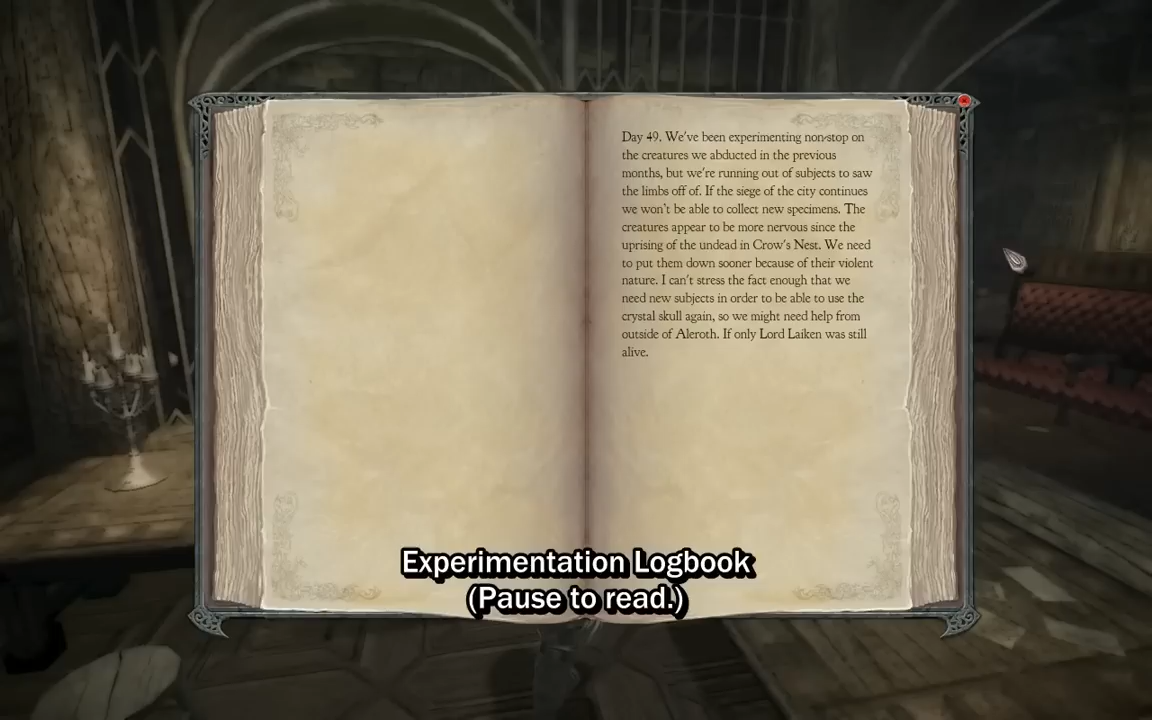 Day 49. We've been experimenting non-stop on
the creatures we abducted in the previous
months, but we're running out of subjects to saw
the limbs off of. If the siege of the city continues
we won't be able to collect new specimens. The
creatures appear to be more nervous since the
uprising of the undead in Crow's Nest. We need
to put them down sooner because of their violent
nature. I can't stress the fact enough that we
need new subjects in order to be able to use the
crystal skull again, so we might need help from
outside of Aleroth. If only Lord Laiken was still
alive.
Experimentation Logbook
(Pause to read.)